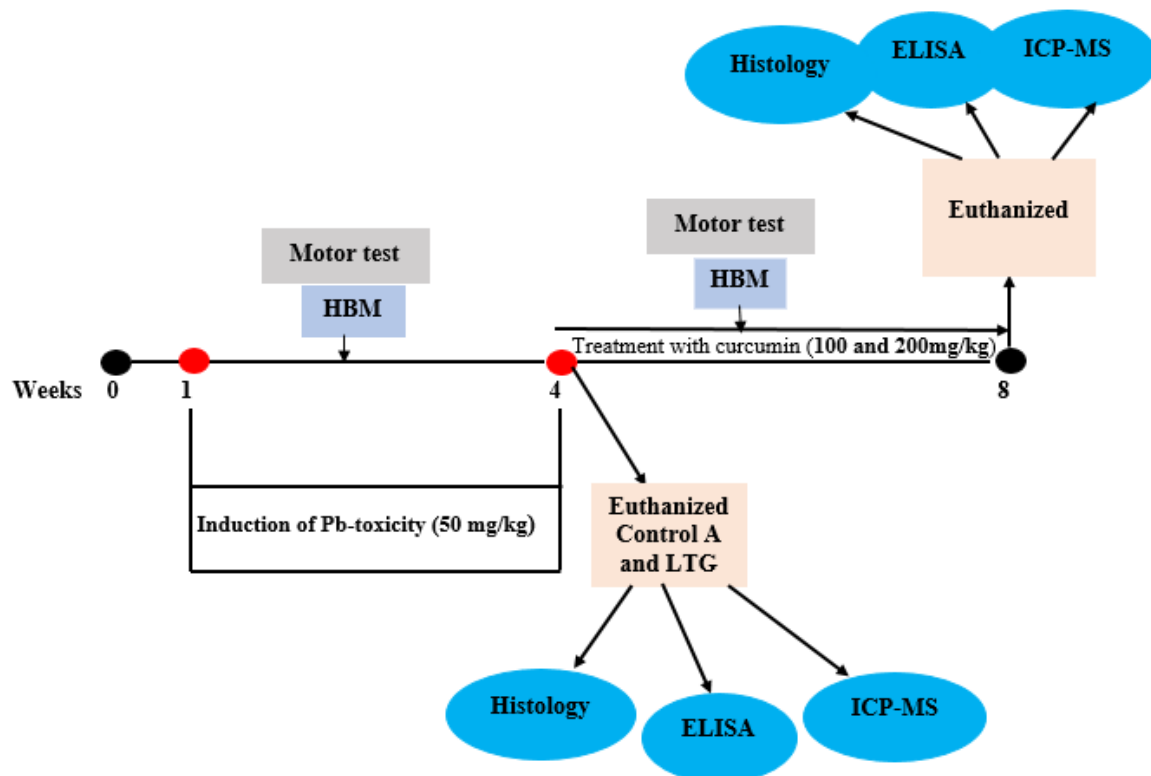 Histology
ELISA
ICP-MS
Euthanized
Motor test
HBM
Motor test
HBM
Treatment with curcumin (100 and 200mg/kg)
Weeks 0 1 4 8
Induction of Pb-toxicity (50 mg/kg)
Euthanized
Control A
and LTG
Histology
ELISA
ICP-MS